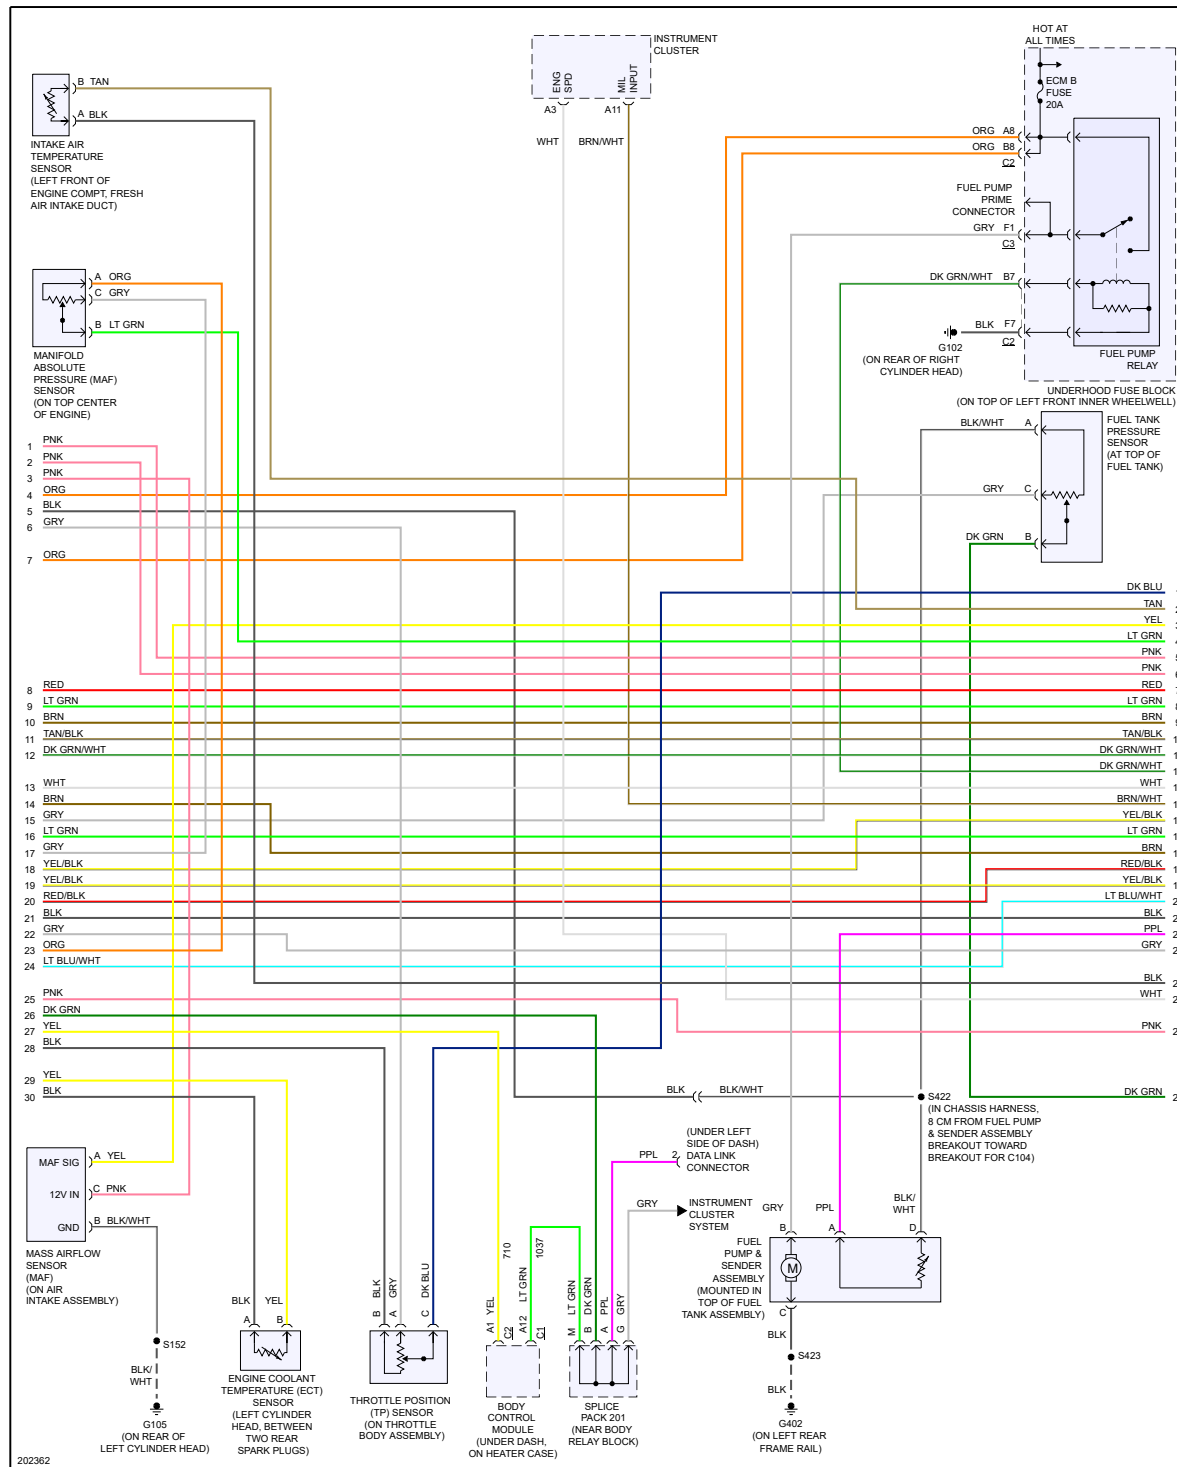 HOT AT
ALL TIMES
INSTRUMENT
CLUSTER
ENG
SPD
MIL
INPUT
A3
A11
WHT
BRN/WHT
ECM B
FUSE
20A
B TAN
A BLK
INTAKE AIR
TEMPERATURE
SENSOR
(LEFT FRONT OF
ENGINE COMPT, FRESH
AIR INTAKE DUCT)
ORG A8
ORG B8
C2
FUEL PUMP
PRIME
CONNECTOR
GRY F1
C3
DK GRN/WHT B7
BLK F7
C2
G102
(ON REAR OF RIGHT
CYLINDER HEAD)
FUEL PUMP
RELAY
UNDERHOOD FUSE BLOCK
(ON TOP OF LEFT FRONT INNER WHEELWELL)
A ORG
C GRY
B LT GRN
MANIFOLD
ABSOLUTE
PRESSURE (MAF)
SENSOR
(ON TOP CENTER
OF ENGINE)
BLK/WHT A
GRY C
DK GRN B
FUEL TANK
PRESSURE
SENSOR
(AT TOP OF
FUEL TANK)
1 PNK
2 PNK
3 PNK
4 ORG
5 BLK
6 GRY
7 ORG
8 RED
9 LT GRN
10 BRN
11 TAN/BLK
12 DK GRN/WHT
13 WHT
14 BRN
15 GRY
16 LT GRN
17 GRY
18 YEL/BLK
19 YEL/BLK
20 RED/BLK
21 BLK
22 GRY
23 ORG
24 LT BLU/WHT
25 PNK
26 DK GRN
27 YEL
28 BLK
29 YEL
30 BLK
DK BLU
TAN
YEL
LT GRN
PNK
PNK
RED
LT GRN
BRN
TAN/BLK
DK GRN/WHT
DK GRN/WHT
WHT
BRN/WHT
YEL/BLK
LT GRN
BRN
RED/BLK
YEL/BLK
LT BLU/WHT
BLK
PPL
GRY
BLK
WHT
PNK
DK GRN
BLK
BLK/WHT
S422
(IN CHASSIS HARNESS,
8 CM FROM FUEL PUMP
& SENDER ASSEMBLY
BREAKOUT TOWARD
BREAKOUT FOR C104)
(UNDER LEFT
SIDE OF DASH)
DATA LINK
CONNECTOR
PPL 2
GRY
INSTRUMENT
CLUSTER
SYSTEM
MAF SIG
12V IN
GND
A YEL
C PNK
B BLK/WHT
MASS AIRFLOW
SENSOR
(MAF)
(ON AIR
INTAKE ASSEMBLY)
S152
BLK/
WHT
G105
(ON REAR OF
LEFT CYLINDER HEAD)
BLK
YEL
A
B
ENGINE COOLANT
TEMPERATURE (ECT)
SENSOR
(LEFT CYLINDER
HEAD, BETWEEN
TWO REAR
SPARK PLUGS)
B BLK
A GRY
C DK BLU
THROTTLE POSITION
(TP) SENSOR
(ON THROTTLE
BODY ASSEMBLY)
A1 YEL
710
C2
A12 LT GRN
1037
C1
BODY
CONTROL
MODULE
(UNDER DASH,
ON HEATER CASE)
M LT GRN
B DK GRN
A PPL
G GRY
SPLICE
PACK 201
(NEAR BODY
RELAY BLOCK)
GRY
PPL
BLK/
WHT
B
A
D
M
FUEL
PUMP &
SENDER
ASSEMBLY
(MOUNTED IN
TOP OF FUEL
TANK ASSEMBLY)
C
BLK
S423
BLK
G402
(ON LEFT REAR
FRAME RAIL)
202362